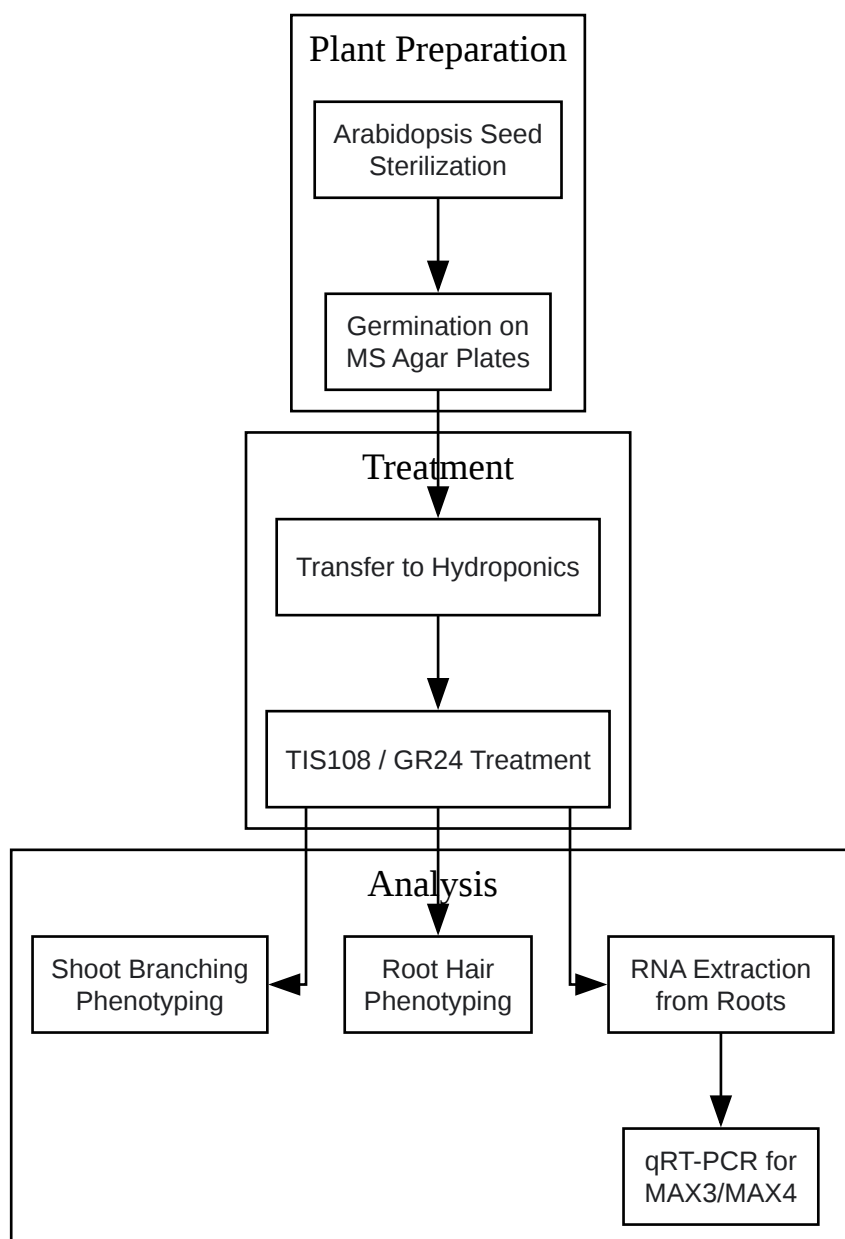 Plant Preparation
Arabidopsis Seed
Sterilization
Germination on
MS Agar Plates
Treatment
Transfer to Hydroponics
TIS108 / GR24 Treatment
Analysis
Shoot Branching
Phenotyping
Root Hair
Phenotyping
RNA Extraction
from Roots
qRT-PCR for
MAX3/MAX4